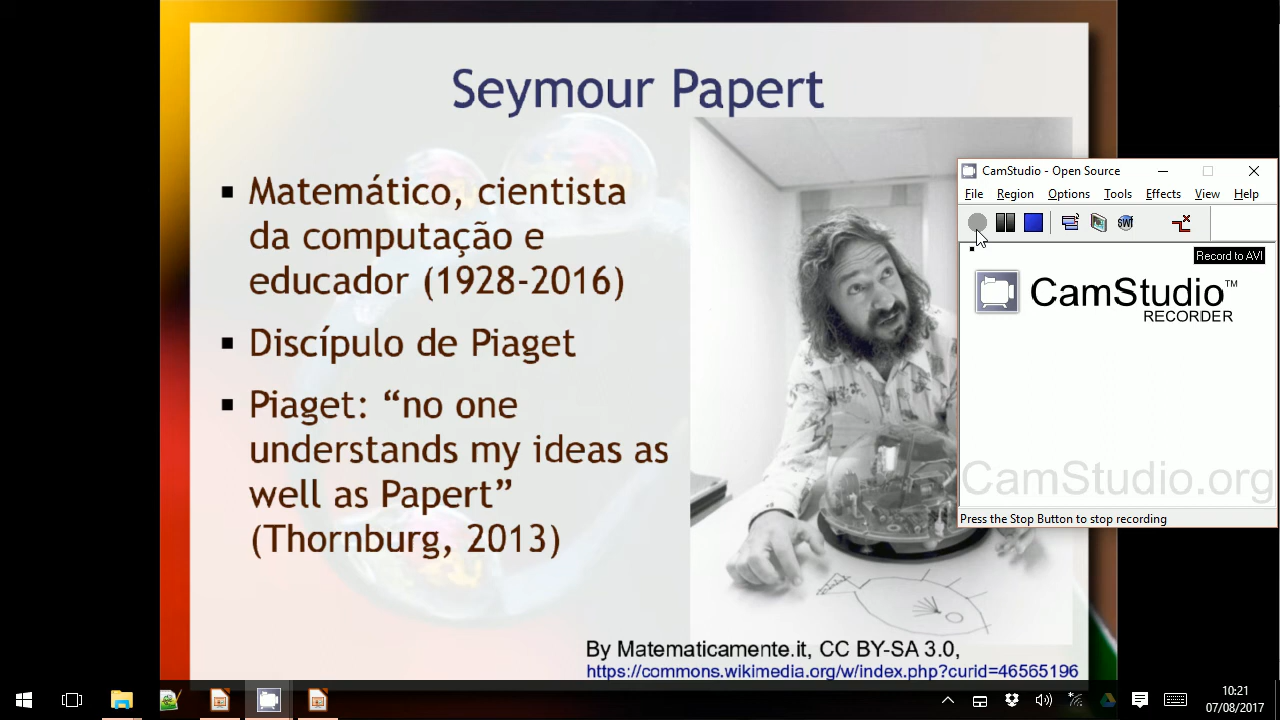 Seymour Papert
Matemático, cientista
da computação e
educador (1928-2016)
Discípulo de Piaget
Piaget: “no one
understands my ideas as
well as Papert”
(Thornburg, 2013)
By Matematicamente.it, CC BY-SA 3.0,
https://commons.wikimedia.org/w/index.php?curid=46565196
CamStudio - Open Source
File Region Options Tools Effects View Help
SWF
Record to AVI
CamStudio™
RECORDER
CamStudio.org
Press the Stop Button to stop recording
10:21
07/08/2017